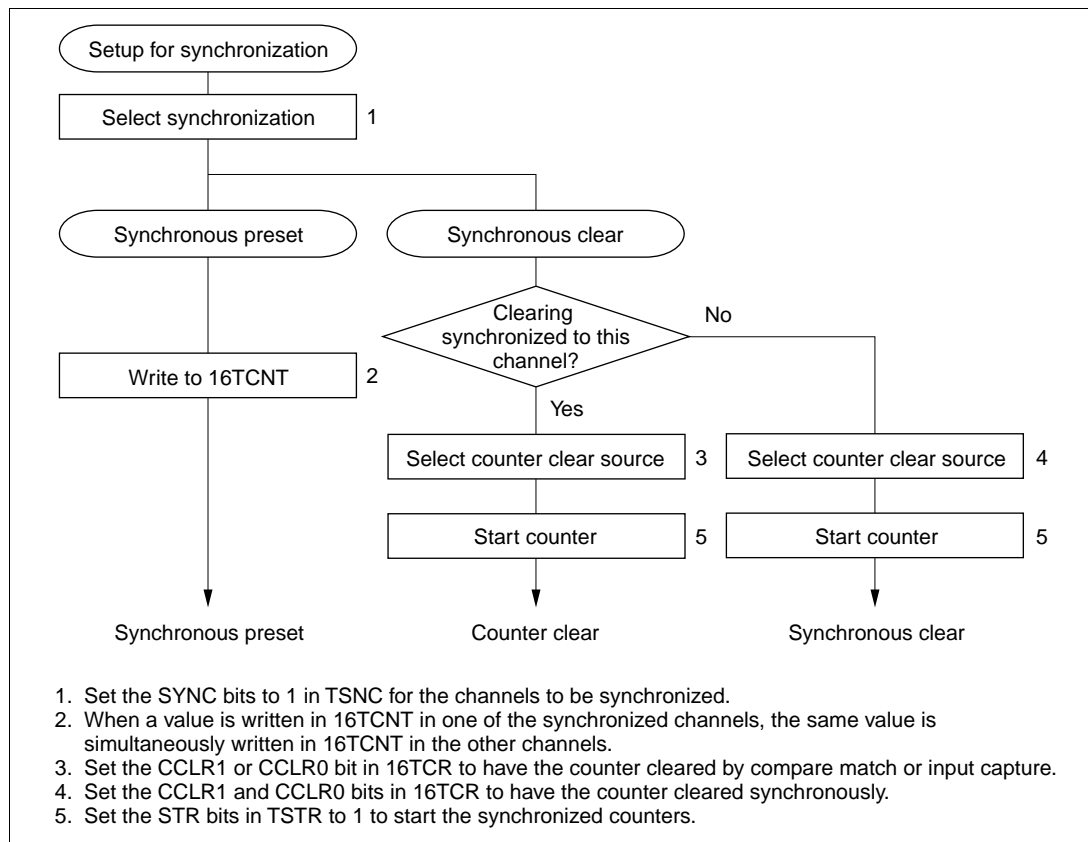 Setup for synchronization
Select synchronization 1
Synchronous preset
Synchronous clear
Clearing
synchronized to this
channel?
No
Write to 16TCNT 2
Yes
Select counter clear source 3
Select counter clear source 4
Start counter 5
Start counter 5
Synchronous preset
Counter clear
Synchronous clear
1. Set the SYNC bits to 1 in TSNC for the channels to be synchronized.
2. When a value is written in 16TCNT in one of the synchronized channels, the same value is
simultaneously written in 16TCNT in the other channels.
3. Set the CCLR1 or CCLR0 bit in 16TCR to have the counter cleared by compare match or input capture.
4. Set the CCLR1 and CCLR0 bits in 16TCR to have the counter cleared synchronously.
5. Set the STR bits in TSTR to 1 to start the synchronized counters.